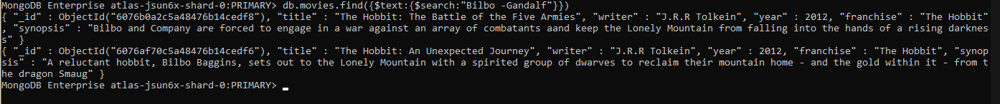 MongoDB Enterprise atlas-jsun6x-shard-0:PRIMARY> db.movies.find({$text:{$search:"Bilbo -Gandalf"}})
{ "_id" : ObjectId("6076b0a2c5a48476b14cedf8"), "title" : "The Hobbit: The Battle of the Five Armies", "writer" : "J.R.R Tolkein", "year" : 2012, "franchise" : "The Hobbit"
, "synopsis" : "Bilbo and Company are forced to engage in a war against an array of combatants aand keep the Lonely Mountain from falling into the hands of a rising darknes
s" }
{ "_id" : ObjectId("6076af70c5a48476b14cedf6"), "title" : "The Hobbit: An Unexpected Journey", "writer" : "J.R.R Tolkein", "year" : 2012, "franchise" : "The Hobbit", "synop
sis" : "A reluctant hobbit, Bilbo Baggins, sets out to the Lonely Mountain with a spirited group of dwarves to reclaim their mountain home - and the gold within it - from t
he dragon Smaug" }
MongoDB Enterprise atlas-jsun6x-shard-0:PRIMARY>